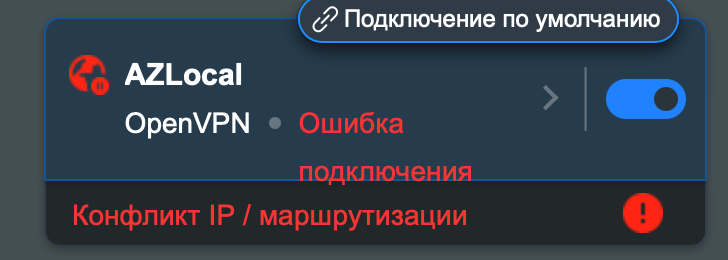 Подключение по умолчанию
AZLocal
OpenVPN • Ошибка
подключения
Конфликт IP / маршрутизации